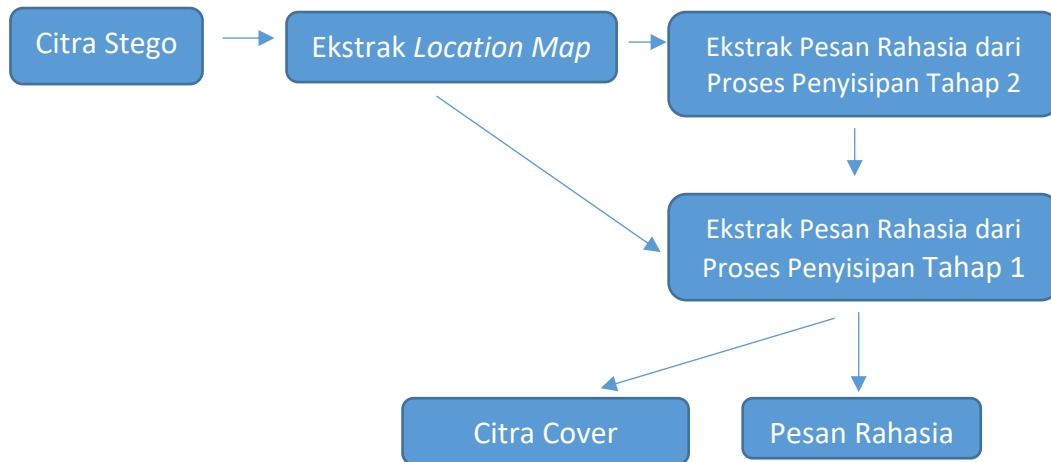 Citra Stego
Ekstrak Location Map
Ekstrak Pesan Rahasia dari
Proses Penyisipan Tahap 2
Ekstrak Pesan Rahasia dari
Proses Penyisipan Tahap 1
Citra Cover
Pesan Rahasia